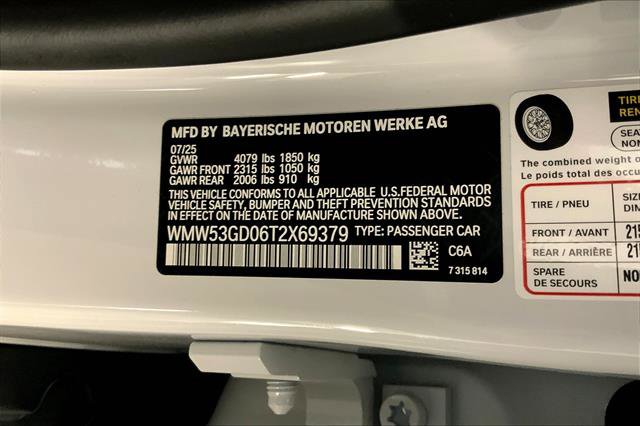 MFD BY BAYERISCHE MOTOREN WERKE AG
07/25
GVWR 4079 lbs 1850 kg
GAWR FRONT 2315 lbs 1050 kg
GAWR REAR 2006 lbs 910 kg
THIS VEHICLE CONFORMS TO ALL APPLICABLE U.S.FEDERAL MOTOR
VEHICLE SAFETY, BUMPER AND THEFT PREVENTION STANDARDS
IN EFFECT ON THE DATE OF MANUFACTURE SHOWN ABOVE.
WMW53GD06T2X69379 TYPE: PASSENGER CAR
C6A
7 315 814
TIRE
SEA
The combined weight o
Le poids total des occu
TIRE / PNEU
FRONT / AVANT 215
REAR / ARRIÈRE
SPARE
DE SECOURS